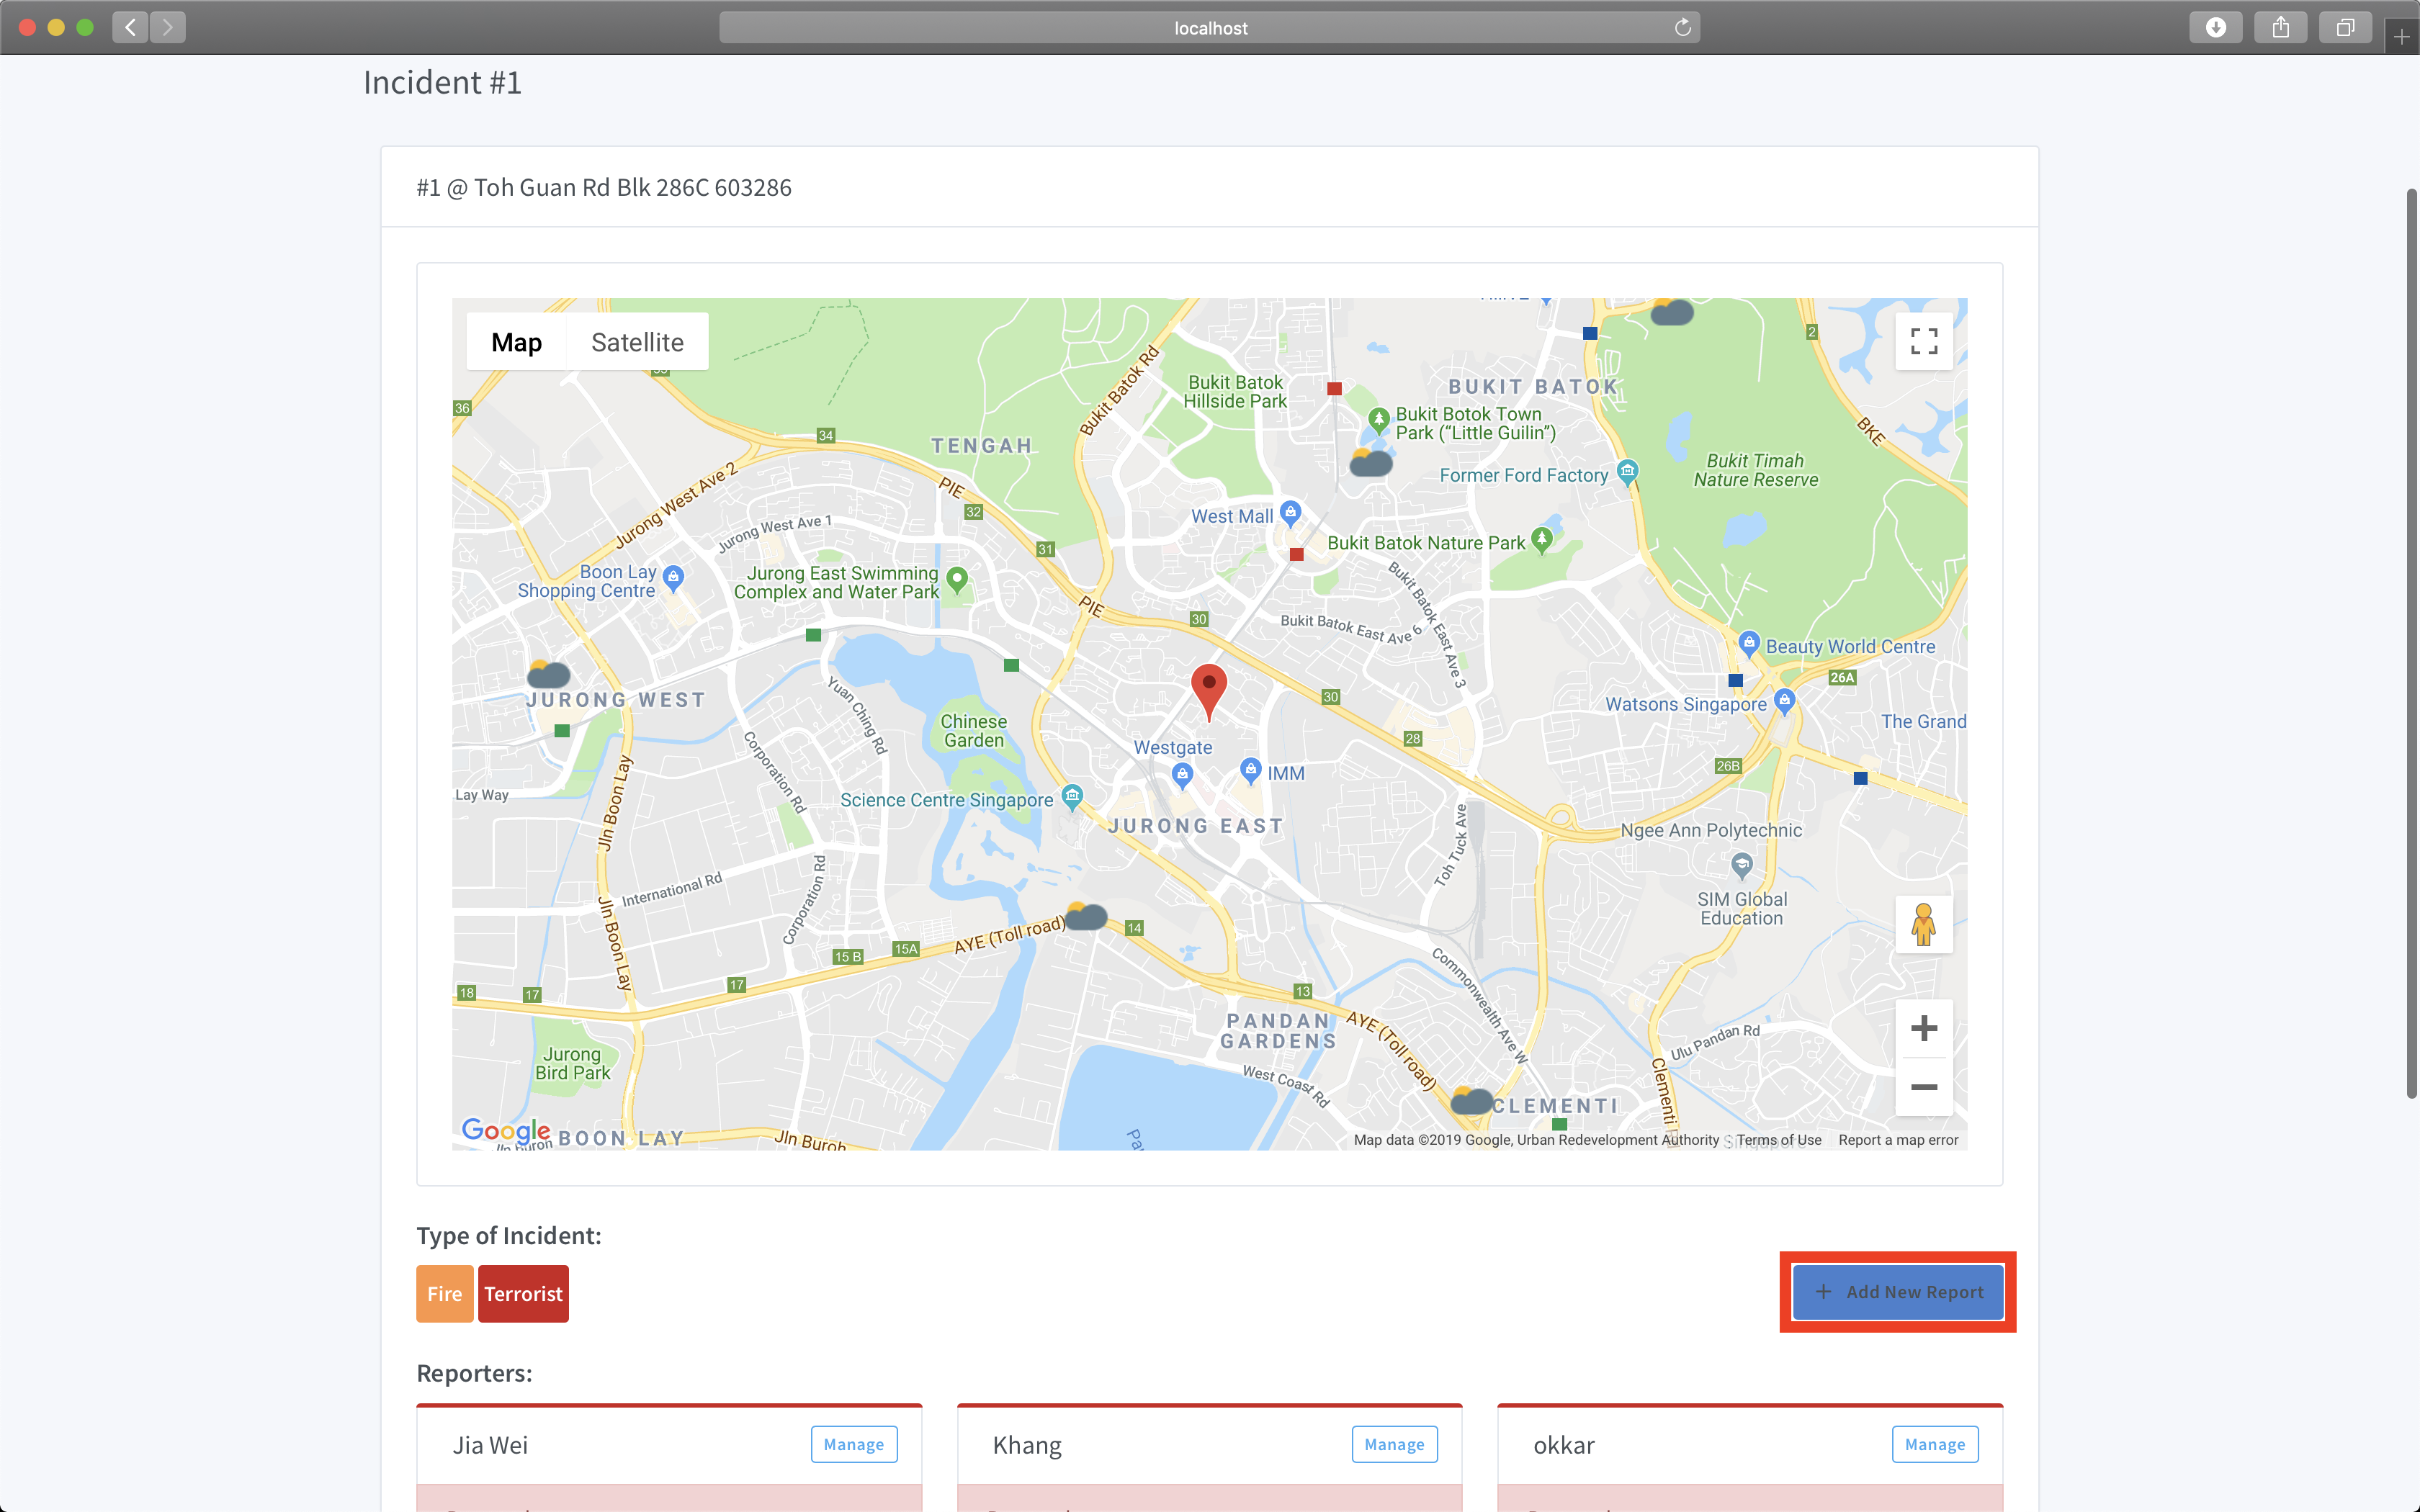 localhost
Incident #1
#1 @ Toh Guan Rd Blk 286C 603286
Map
Satellite
36
34
TENGAH
Bukit Batok Rd
Bukit Batok
Hillside Park
BUKIT BATOK
2
Bukit Botok Town
Park (“Little Guilin”)
BKE
Former Ford Factory
Bukit Timah
Nature Reserve
Jurong West Ave 2
PIE
32
West Mall
Jurong West Ave 1
31
Bukit Batok Nature Park
Boon Lay
Shopping Centre
Jurong East Swimming
Complex and Water Park
PIE
30
Bukit Batok East Ave 6
Bukit Batok East Ave 3
Beauty World Centre
26A
JURONG WEST
Yuan Ching Rd
30
Watsons Singapore
The Grand
Chinese
Garden
Westgate
28
IMM
26B
Corporation Rd
Lay Way
Jln Boon Lay
Science Centre Singapore
JURONG EAST
Toh Tuck Ave
Ngee Ann Polytechnic
International Rd
Corporation Rd
SIM Global
Education
Jln Boon Lay
AYE (Toll road)
14
15A
15 B
17
18
17
13
Commonwealth Ave W
PANDAN
GARDENS
AYE (Toll road)
Ulu Pandan Rd
Jurong
Bird Park
West Coast Rd
Clementi
CLEMENTI
Google
BOON LAY
Jln Buroh
Map data ©2019 Google, Urban Redevelopment Authority
Terms of Use
Report a map error
Type of Incident:
Fire
Terrorist
+ Add New Report
Reporters:
Jia Wei
Manage
Khang
Manage
okkar
Manage